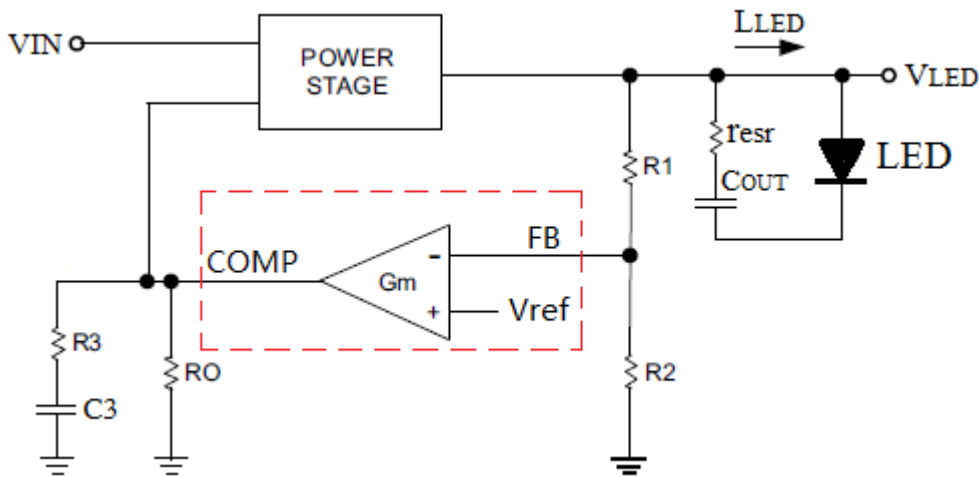 LLED
VIN
POWER
STAGE
VLED
resr
R1
LED
COUT
FB
COMP
-
Gm
+
Vref
R3
RO
R2
C3